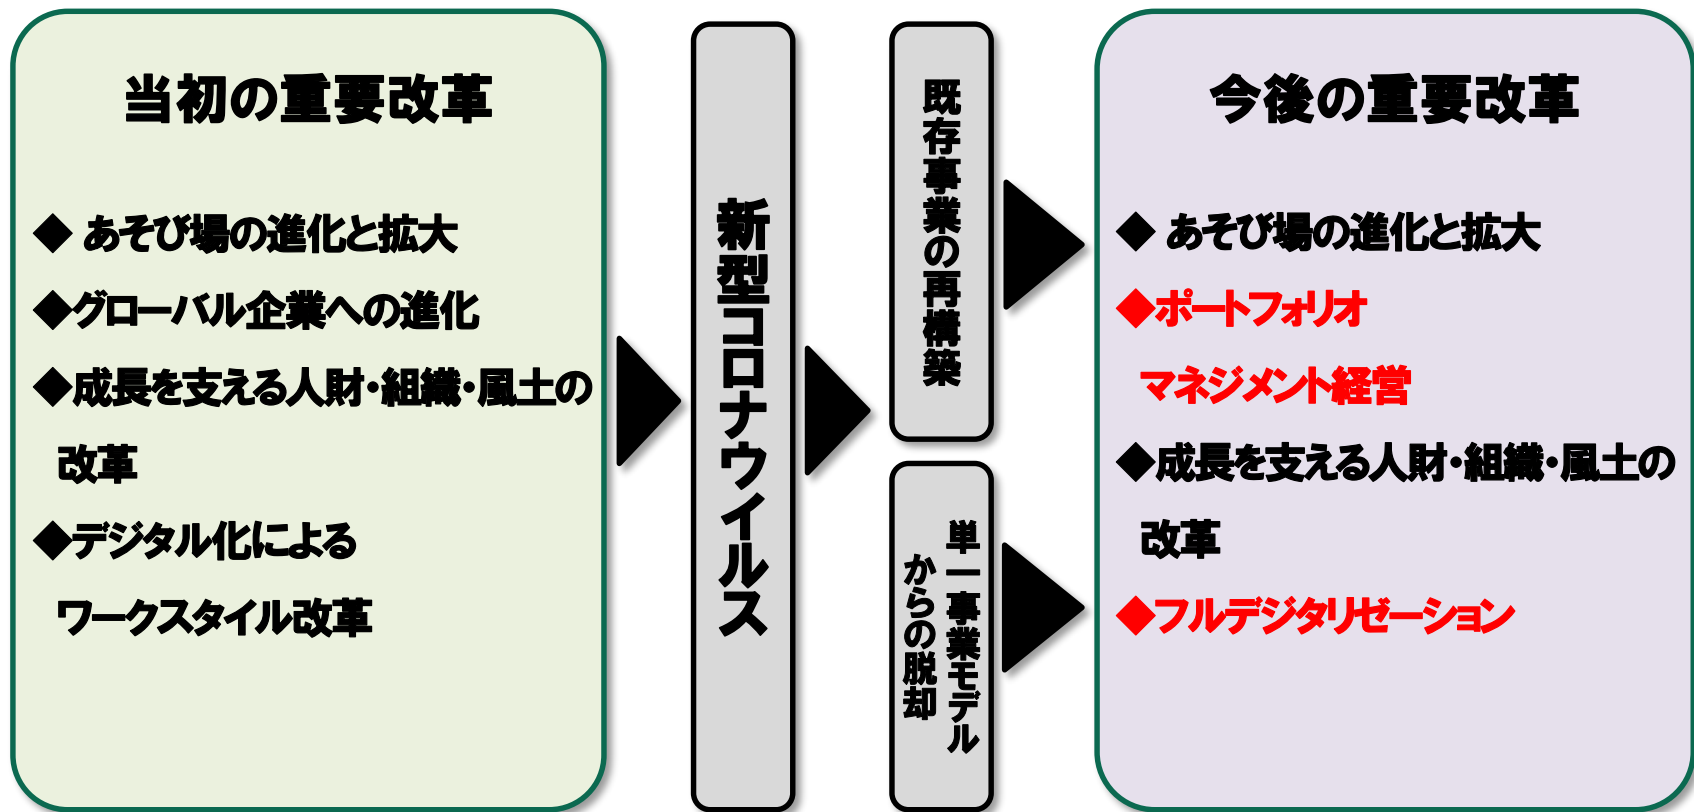 当初の重要改革
◆ あそび場の進化と拡大
◆グローバル企業への進化
◆成長を支える人財・組織・風土の
改革
◆デジタル化による
ワークスタイル改革
新型コロナウイルス
既存事業の再構築
単一事業モデル
からの脱却
今後の重要改革
◆ あそび場の進化と拡大
◆ポートフォリオ
マネジメント経営
◆成長を支える人財・組織・風土の
改革
◆フルデジタリゼーション